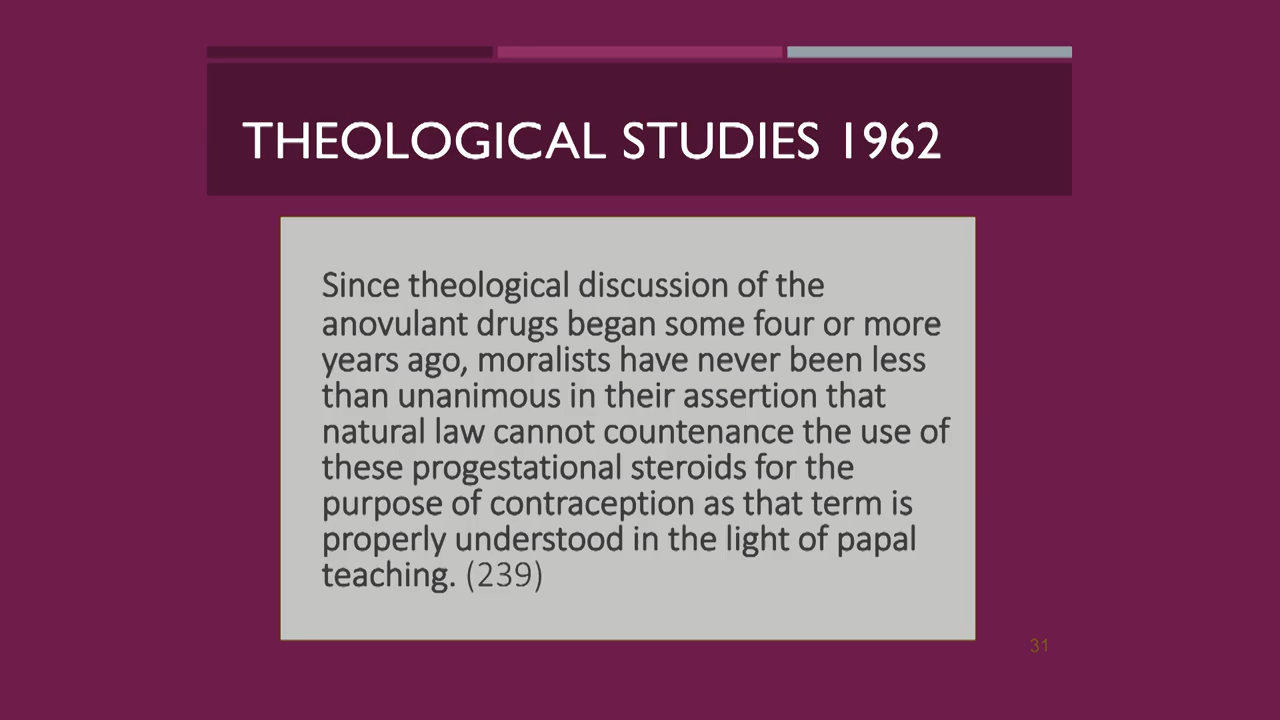 THEOLOGICAL STUDIES 1962
Since theological discussion of the
anovulant drugs began some four or more
years ago, moralists have never been less
than unanimous in their assertion that
natural law cannot countenance the use of
these progestational steroids for the
purpose of contraception as that term is
properly understood in the light of papal
teaching. (239)
31